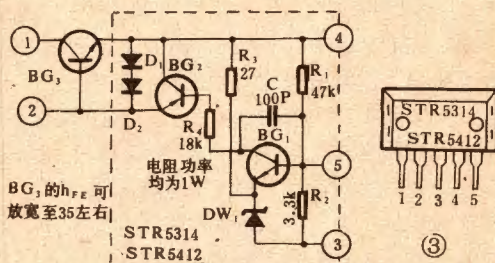 1
BG₃
2
D₁
D₂
BG₂
R₄
18k
电阻功率
均为1W
R₃
27
C
100P
BG₁
R₁
47k
R₂
3.3k
DW₁
4
5
3
BG₃的hFE可
放宽至35左右
STR5314
STR5412
STR5314
STR5412
1 2 3 4 5
③